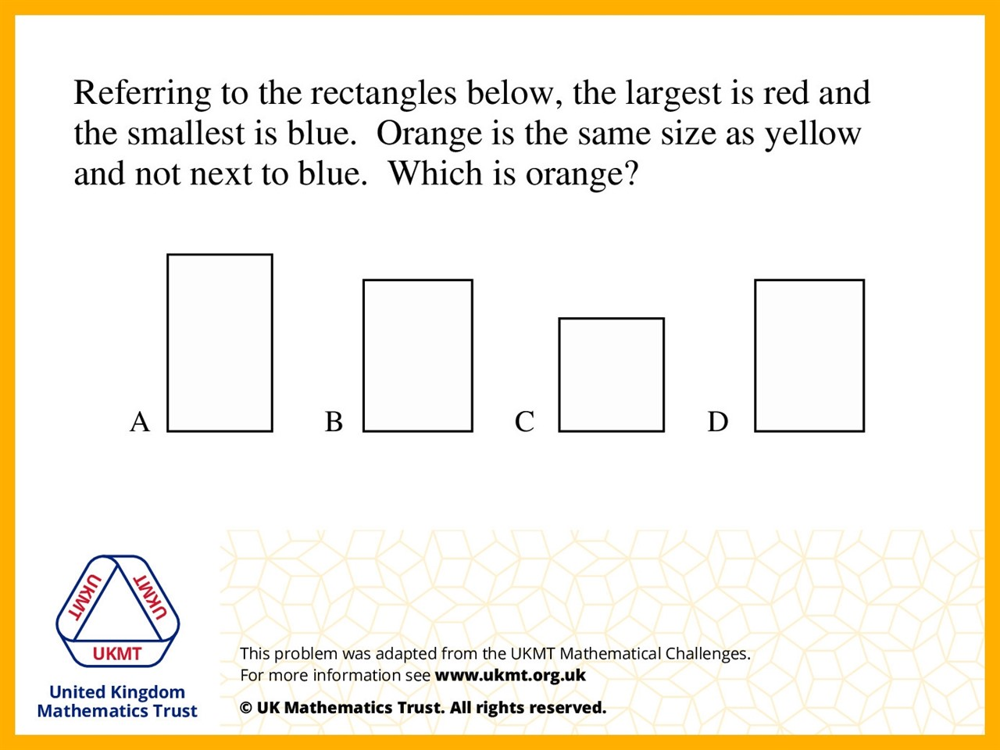 Referring to the rectangles below, the largest is red and
the smallest is blue.  Orange is the same size as yellow
and not next to blue.  Which is orange?
A B C D
UKMT UKMT
UKMT
United Kingdom
Mathematics Trust
This problem was adapted from the UKMT Mathematical Challenges.
For more information see www.ukmt.org.uk
© UK Mathematics Trust. All rights reserved.